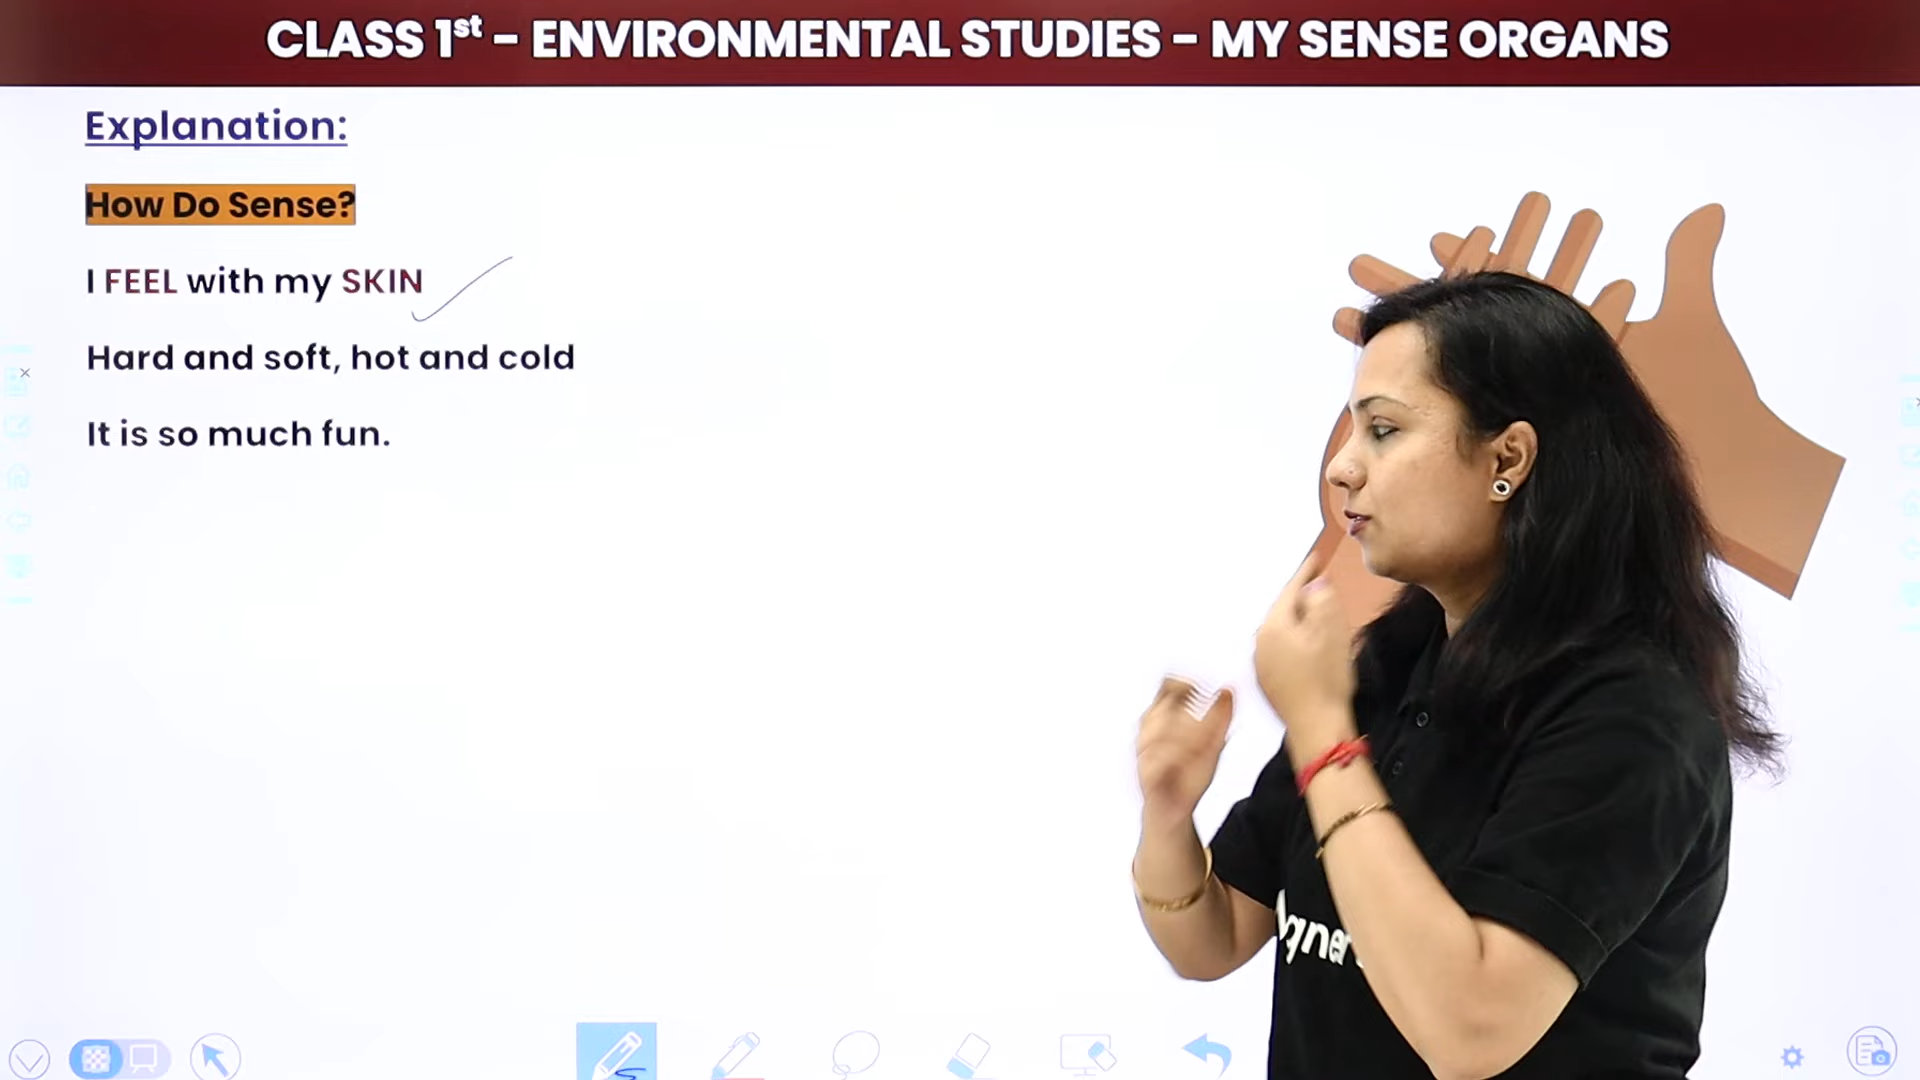 CLASS 1st – ENVIRONMENTAL STUDIES – MY SENSE ORGANS
Explanation:
How Do Sense?
I FEEL with my SKIN
Hard and soft, hot and cold
It is so much fun.